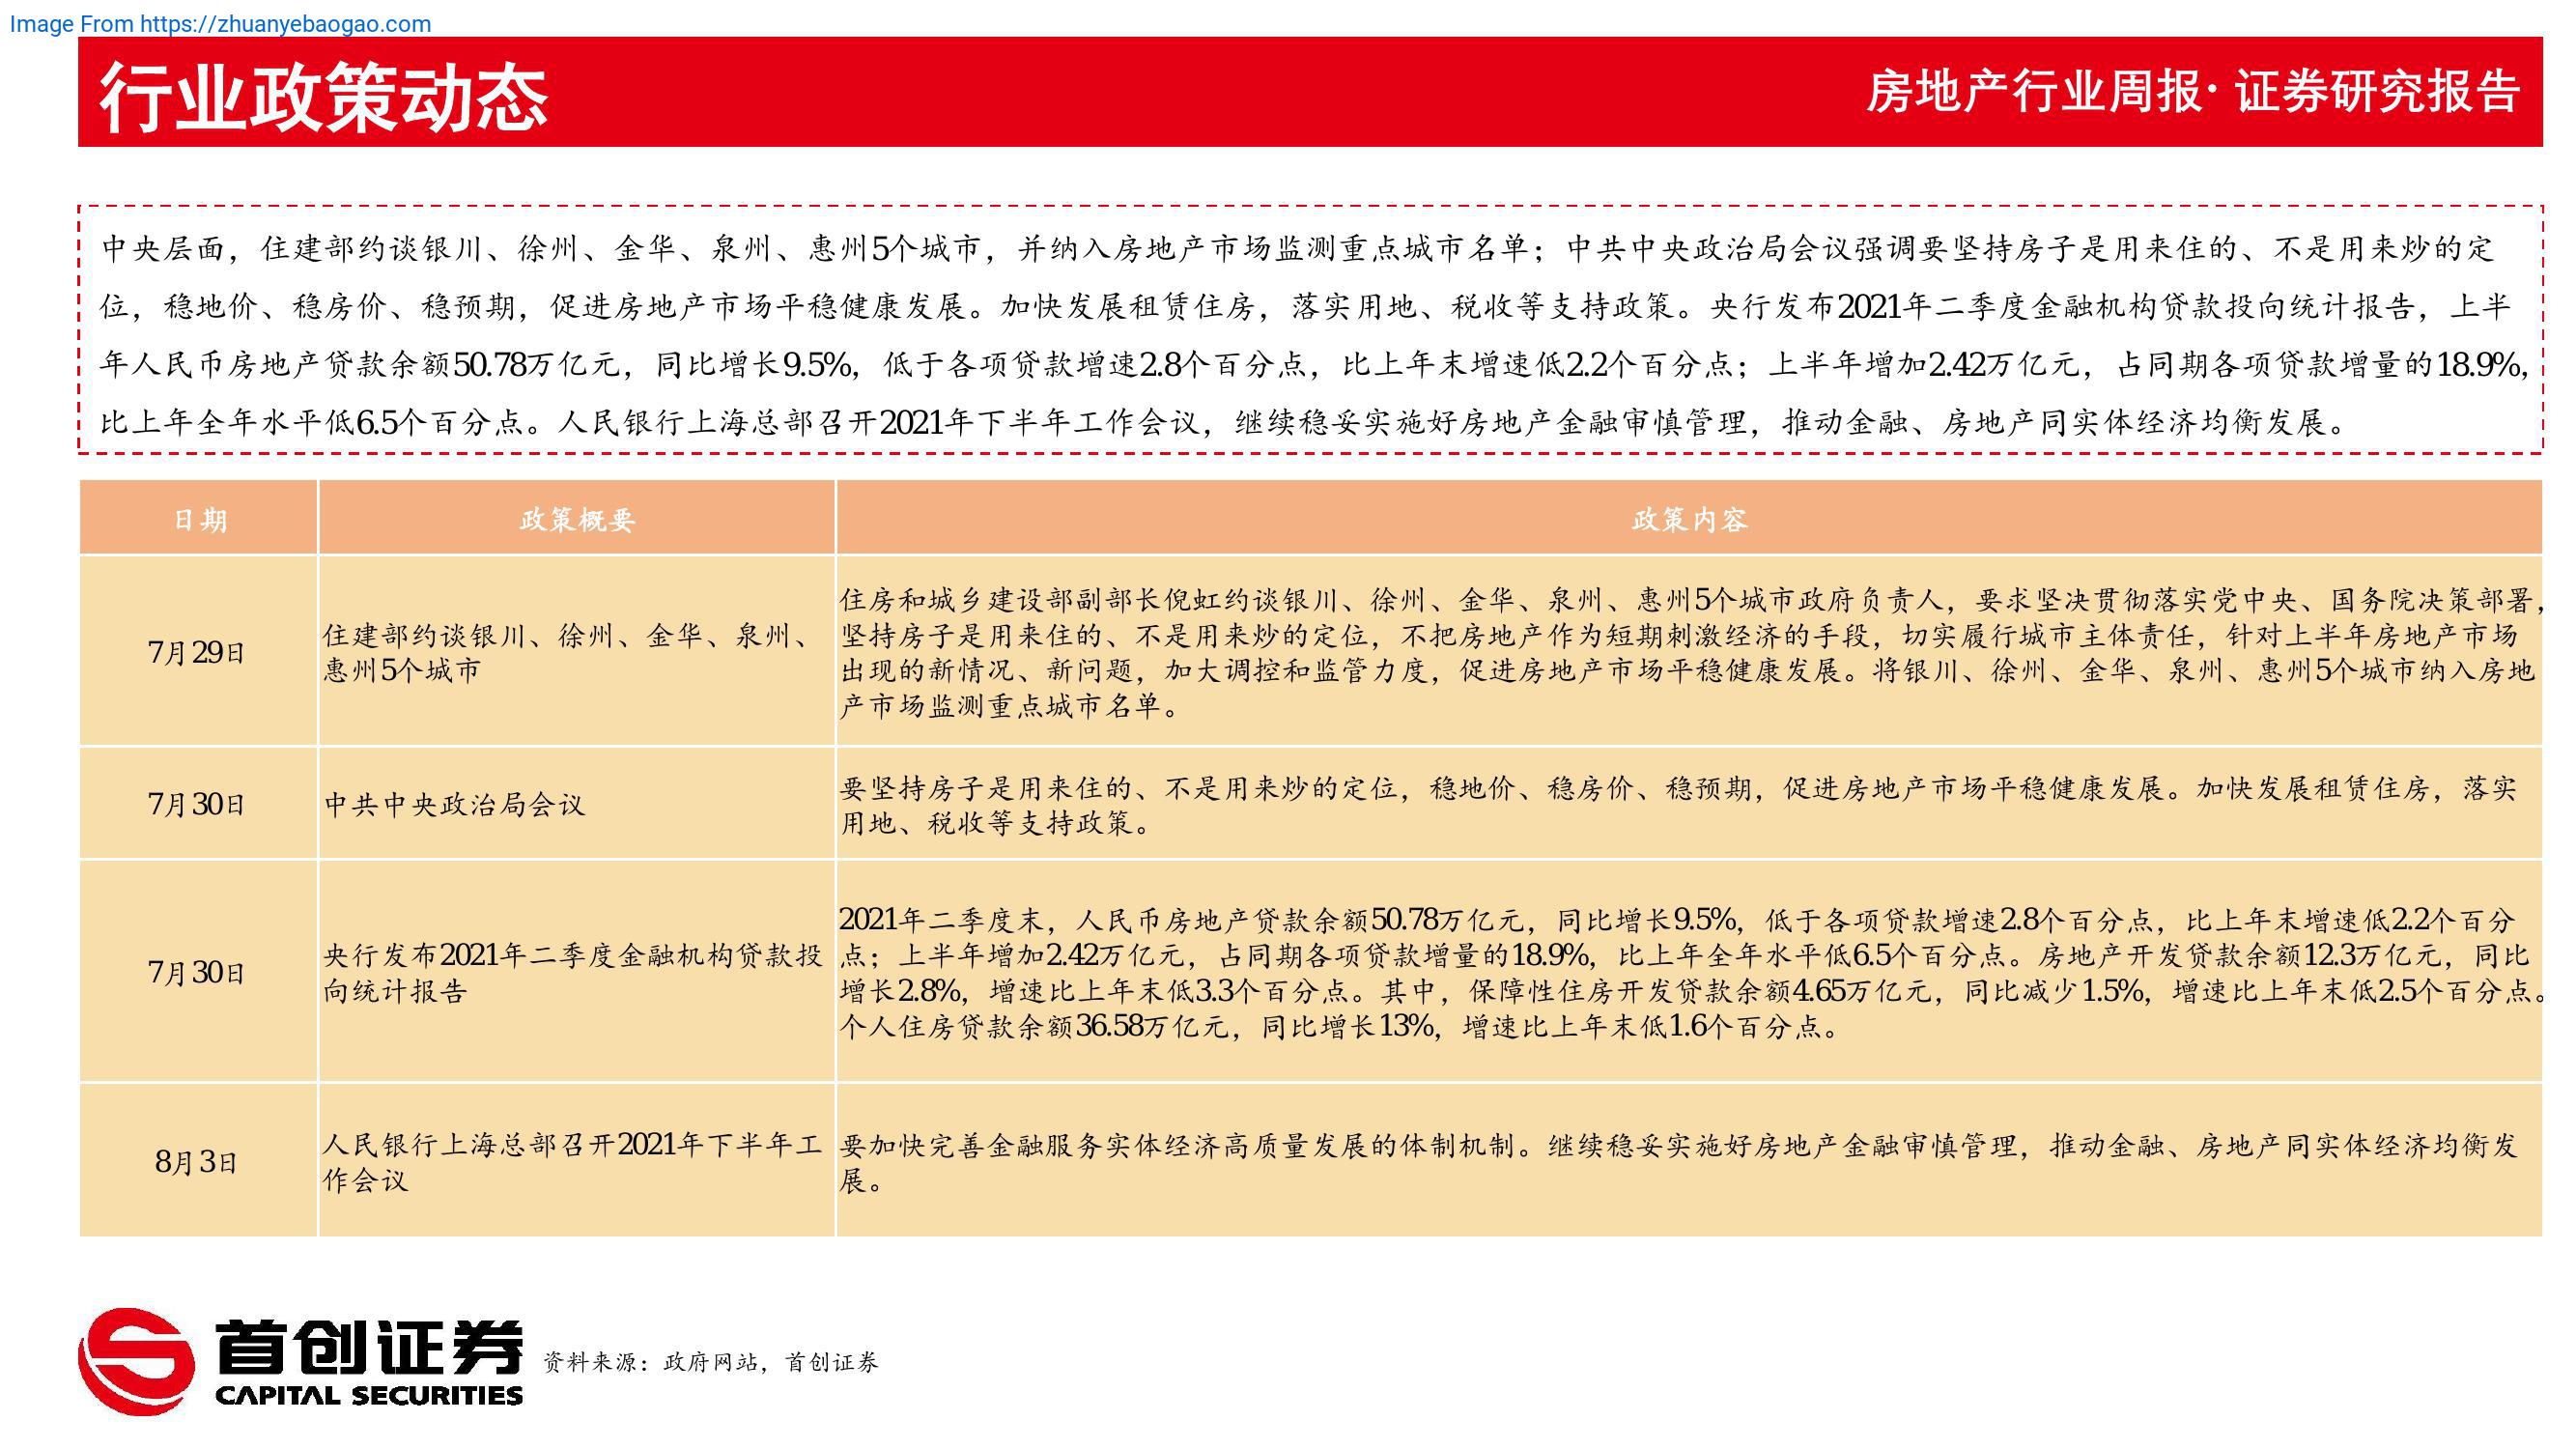 Image From https://zhuanyebaogao.com
行业政策动态
房地产行业周报· 证券研究报告
中央层面，住建部约谈银川、徐州、金华、泉州、惠州5个城市，并纳入房地产市场监测重点城市名单；中共中央政治局会议强调要坚持房子是用来住的、不是用来炒的定
位，稳地价、稳房价、稳预期，促进房地产市场平稳健康发展。加快发展租赁住房，落实用地、税收等支持政策。央行发布2021年二季度金融机构贷款投向统计报告，上半
年人民币房地产贷款余额50.78万亿元，同比增长9.5%，低于各项贷款增速2.8个百分点，比上年末增速低2.2个百分点；上半年增加2.42万亿元，占同期各项贷款增量的18.9%，
比上年全年水平低6.5个百分点。人民银行上海总部召开2021年下半年工作会议，继续稳妥实施好房地产金融审慎管理，推动金融、房地产同实体经济均衡发展。
日期
政策概要
政策内容
7月29日
住建部约谈银川、徐州、金华、泉州、
惠州5个城市
住房和城乡建设部副部长倪虹约谈银川、徐州、金华、泉州、惠州5个城市政府负责人，要求坚决贯彻落实党中央、国务院决策部署，
坚持房子是用来住的、不是用来炒的定位，不把房地产作为短期刺激经济的手段，切实履行城市主体责任，针对上半年房地产市场
出现的新情况、新问题，加大调控和监管力度，促进房地产市场平稳健康发展。将银川、徐州、金华、泉州、惠州5个城市纳入房地
产市场监测重点城市名单。
7月30日
中共中央政治局会议
要坚持房子是用来住的、不是用来炒的定位，稳地价、稳房价、稳预期，促进房地产市场平稳健康发展。加快发展租赁住房，落实
用地、税收等支持政策。
7月30日
央行发布2021年二季度金融机构贷款投
向统计报告
2021年二季度末，人民币房地产贷款余额50.78万亿元，同比增长9.5%，低于各项贷款增速2.8个百分点，比上年末增速低2.2个百分
点；上半年增加2.42万亿元，占同期各项贷款增量的18.9%，比上年全年水平低6.5个百分点。房地产开发贷款余额12.3万亿元，同比
增长2.8%，增速比上年末低3.3个百分点。其中，保障性住房开发贷款余额4.65万亿元，同比减少1.5%，增速比上年末低2.5个百分点。
个人住房贷款余额36.58万亿元，同比增长13%，增速比上年末低1.6个百分点。
8月3日
人民银行上海总部召开2021年下半年工
作会议
要加快完善金融服务实体经济高质量发展的体制机制。继续稳妥实施好房地产金融审慎管理，推动金融、房地产同实体经济均衡发
展。
首创证券
CAPITAL SECURITIES
资料来源：政府网站，首创证券